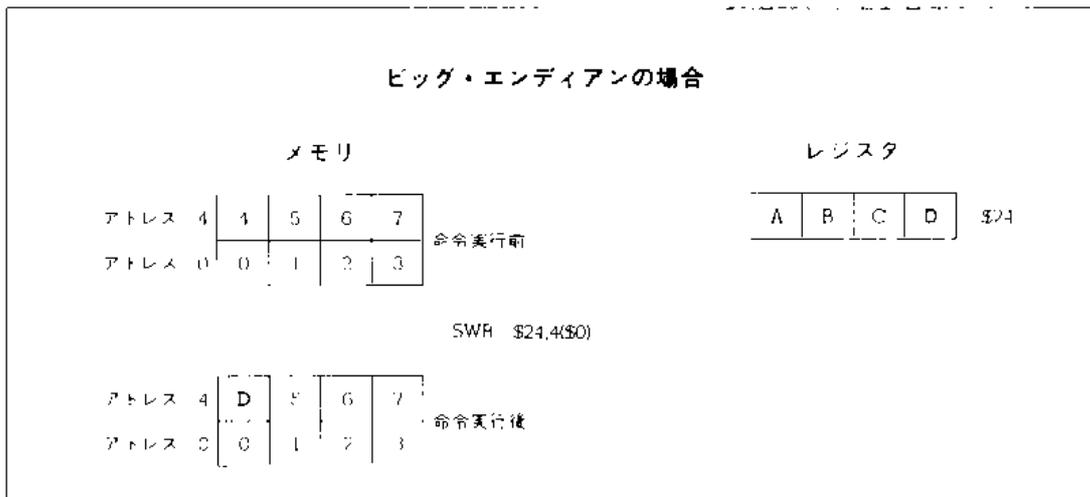 ビッグ・エンディアンの場合
メモリ
レジスタ
アドレス 4 4 5 6 7
命令実行前
A B C D $24
アドレス 0 0 1 2 3
SWR $24,4($0)
アドレス 4 D 5 6 7
命令実行後
アドレス 0 0 1 2 3